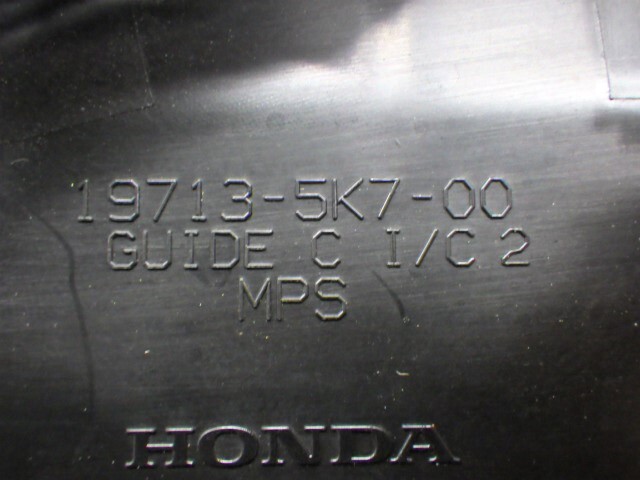 19713-5K7-00
GUIDE C I/C 2
MPS
HONDA